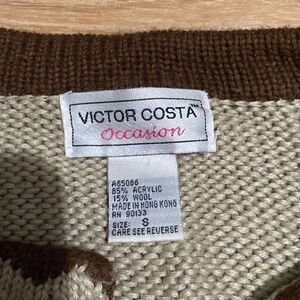 VICTOR COSTA™
Occasion
A65086
85% ACRYLIC
15% WOOL
MADE IN HONG KONG
RN 90133
SIZE: S
CARE SEE REVERSE